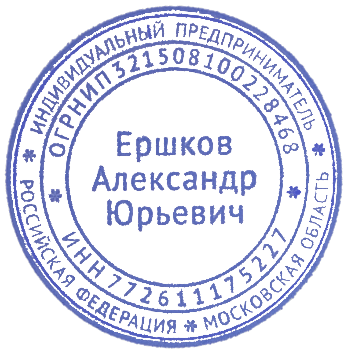 ИНДИВИДУАЛЬНЫЙ ПРЕДПРИНИМАТЕЛЬ
* РОССИЙСКАЯ ФЕДЕРАЦИЯ * МОСКОВСКАЯ ОБЛАСТЬ *
ОГРНИП 321508100228468
* ИНН 772611175227 *
Ершков
Александр
Юрьевич